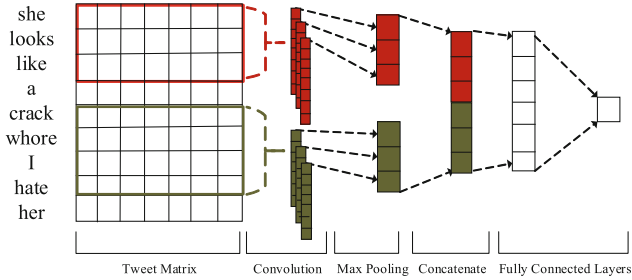 she
looks
like
a
crack
whore
I
hate
her
Tweet Matrix
Convolution
Max Pooling
Concatenate
Fully Connected Layers